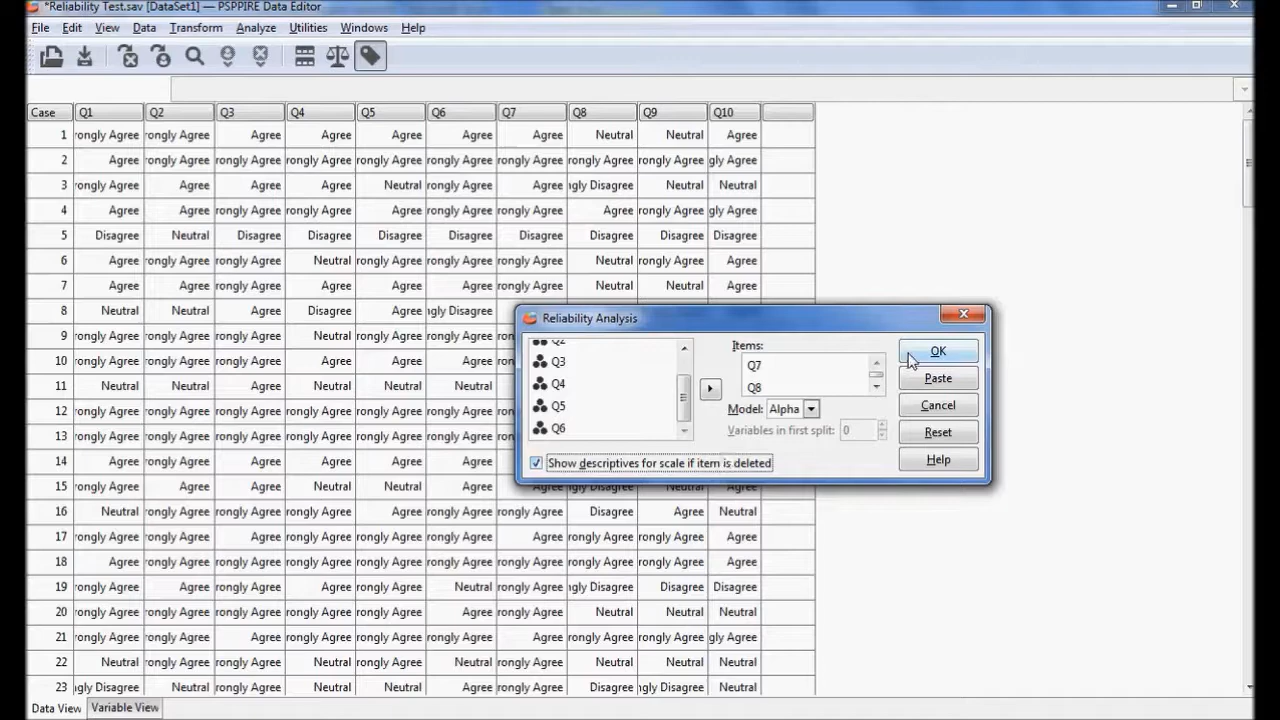 *Reliability Test.sav [DataSet1] — PSPPIRE Data Editor
File Edit View Data Transform Analyze Utilities Windows Help
Case Q1 Q2 Q3 Q4 Q5 Q6 Q7 Q8 Q9 Q10
1 rongly Agree rongly Agree Agree Agree Agree Agree Agree Neutral Neutral Agree
2 Agree rongly Agree rongly Agree rongly Agree rongly Agree rongly Agree rongly Agree rongly Agree rongly Agree gly Agree
3 rongly Agree Agree Agree Agree Neutral rongly Agree Agree ngly Disagree Neutral Neutral
4 Agree Agree rongly Agree rongly Agree Agree rongly Agree rongly Agree Agree rongly Agree gly Agree
5 Disagree Neutral Disagree Disagree Disagree Disagree Disagree Disagree Disagree Disagree
6 Agree rongly Agree rongly Agree Neutral rongly Agree rongly Agree rongly Agree Neutral rongly Agree Agree
7 Agree rongly Agree Agree Agree Agree rongly Agree rongly Agree Neutral Neutral Agree
8 Neutral Neutral Agree Disagree Agree ngly Disagree
9 rongly Agree rongly Agree rongly Agree Neutral rongly Agree rongly Agree
10 Agree rongly Agree rongly Agree Agree Agree Agree
11 Neutral Neutral Agree Neutral Neutral Agree
12 rongly Agree rongly Agree rongly Agree rongly Agree rongly Agree rongly Agree
13 rongly Agree rongly Agree rongly Agree rongly Agree rongly Agree rongly Agree
14 Agree rongly Agree Agree Agree Agree Agree
15 Agree rongly Agree Agree Neutral Neutral Agree Agree ngly Disagree Neutral Agree
16 Neutral rongly Agree rongly Agree rongly Agree Agree rongly Agree rongly Agree Disagree Agree Neutral
17 rongly Agree rongly Agree rongly Agree rongly Agree rongly Agree rongly Agree rongly Agree rongly Agree rongly Agree Agree
18 Agree rongly Agree rongly Agree Agree rongly Agree rongly Agree rongly Agree rongly Agree rongly Agree Agree
19 rongly Agree rongly Agree rongly Agree Agree rongly Agree Neutral rongly Agree ngly Disagree Disagree Disagree
20 rongly Agree rongly Agree rongly Agree rongly Agree rongly Agree Agree rongly Agree Neutral Neutral Neutral
21 rongly Agree rongly Agree Agree rongly Agree Agree rongly Agree Agree rongly Agree rongly Agree gly Agree
22 Neutral rongly Agree rongly Agree Neutral rongly Agree Neutral rongly Agree Neutral rongly Agree Neutral
23 ngly Disagree Neutral rongly Agree Neutral Agree rongly Agree rongly Agree Disagree ngly Disagree Neutral
Reliability Analysis
Q2
Q3
Q4
Q5
Q6
Items:
Q7
Q8
Model: Alpha
Variables in first split: 0
Show descriptives for scale if item is deleted
OK
Paste
Cancel
Reset
Help
Data View Variable View